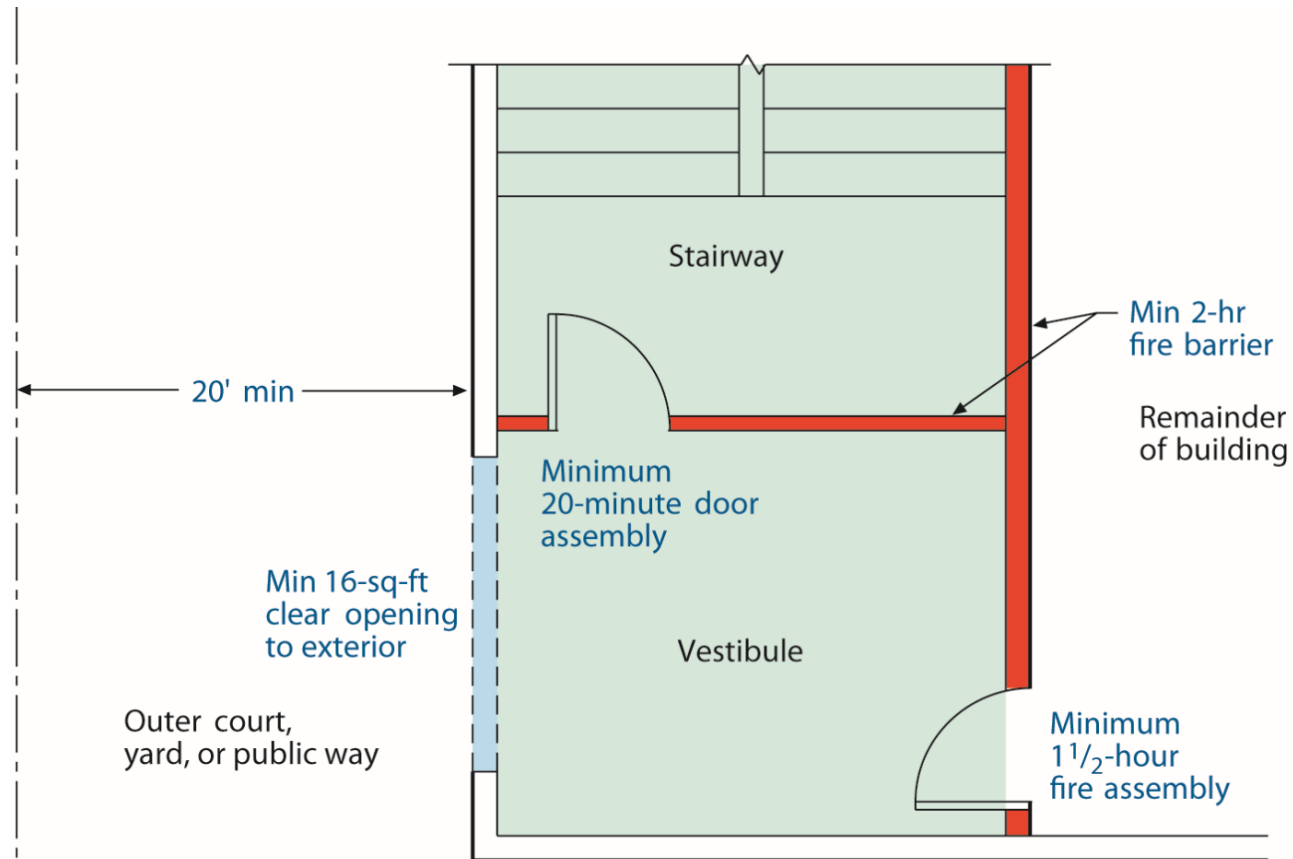 Stairway
Min 2-hr
fire barrier
20' min
Remainder
of building
Minimum
20-minute door
assembly
Min 16-sq-ft
clear opening
to exterior
Vestibule
Outer court,
yard, or public way
Minimum
1 1/2-hour
fire assembly